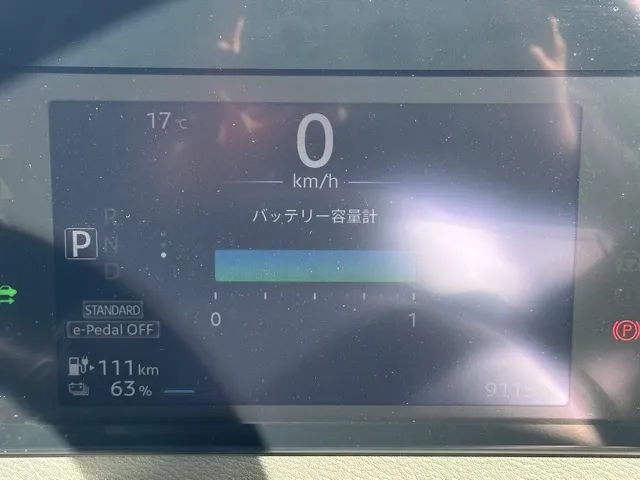 17℃
0
km/h
バッテリー容量計
R
P N
D
0 1
STANDARD
e-Pedal OFF
111km
63%
(P)